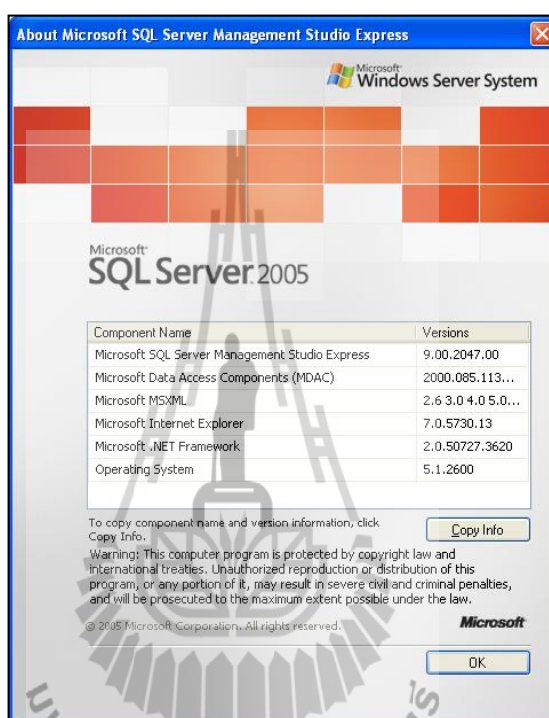 About Microsoft SQL Server Management Studio Express
Microsoft
Windows Server System
Microsoft
SQL Server 2005
Component Name Versions
Microsoft SQL Server Management Studio Express 9.00.2047.00
Microsoft Data Access Components (MDAC) 2000.085.113...
Microsoft MSXML 2.6 3.0 4.0 5.0...
Microsoft Internet Explorer 7.0.5730.13
Microsoft .NET Framework 2.0.50727.3620
Operating System 5.1.2600
To copy component name and version information, click
Copy Info.
Copy Info
Warning: This computer program is protected by copyright law and
international treaties. Unauthorized reproduction or distribution of this
program, or any portion of it, may result in severe civil and criminal penalties,
and will be prosecuted to the maximum extent possible under the law.
© 2005 Microsoft Corporation. All rights reserved.
Microsoft
OK